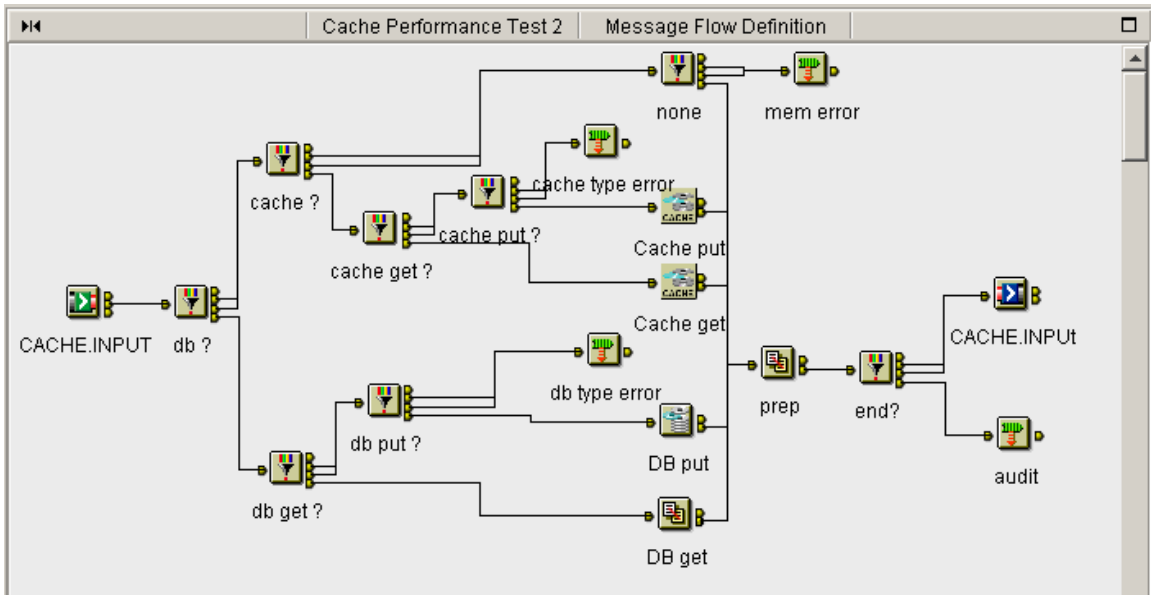 Cache Performance Test 2 Message Flow Definition
none
mem error
cache type error
cache ?
cache put ?
Cache put
CACHE
cache get ?
Cache get
CACHE
CACHE.INPUT
db ?
CACHE.INPUt
db type error
prep
end?
db put ?
DB put
audit
db get ?
DB get